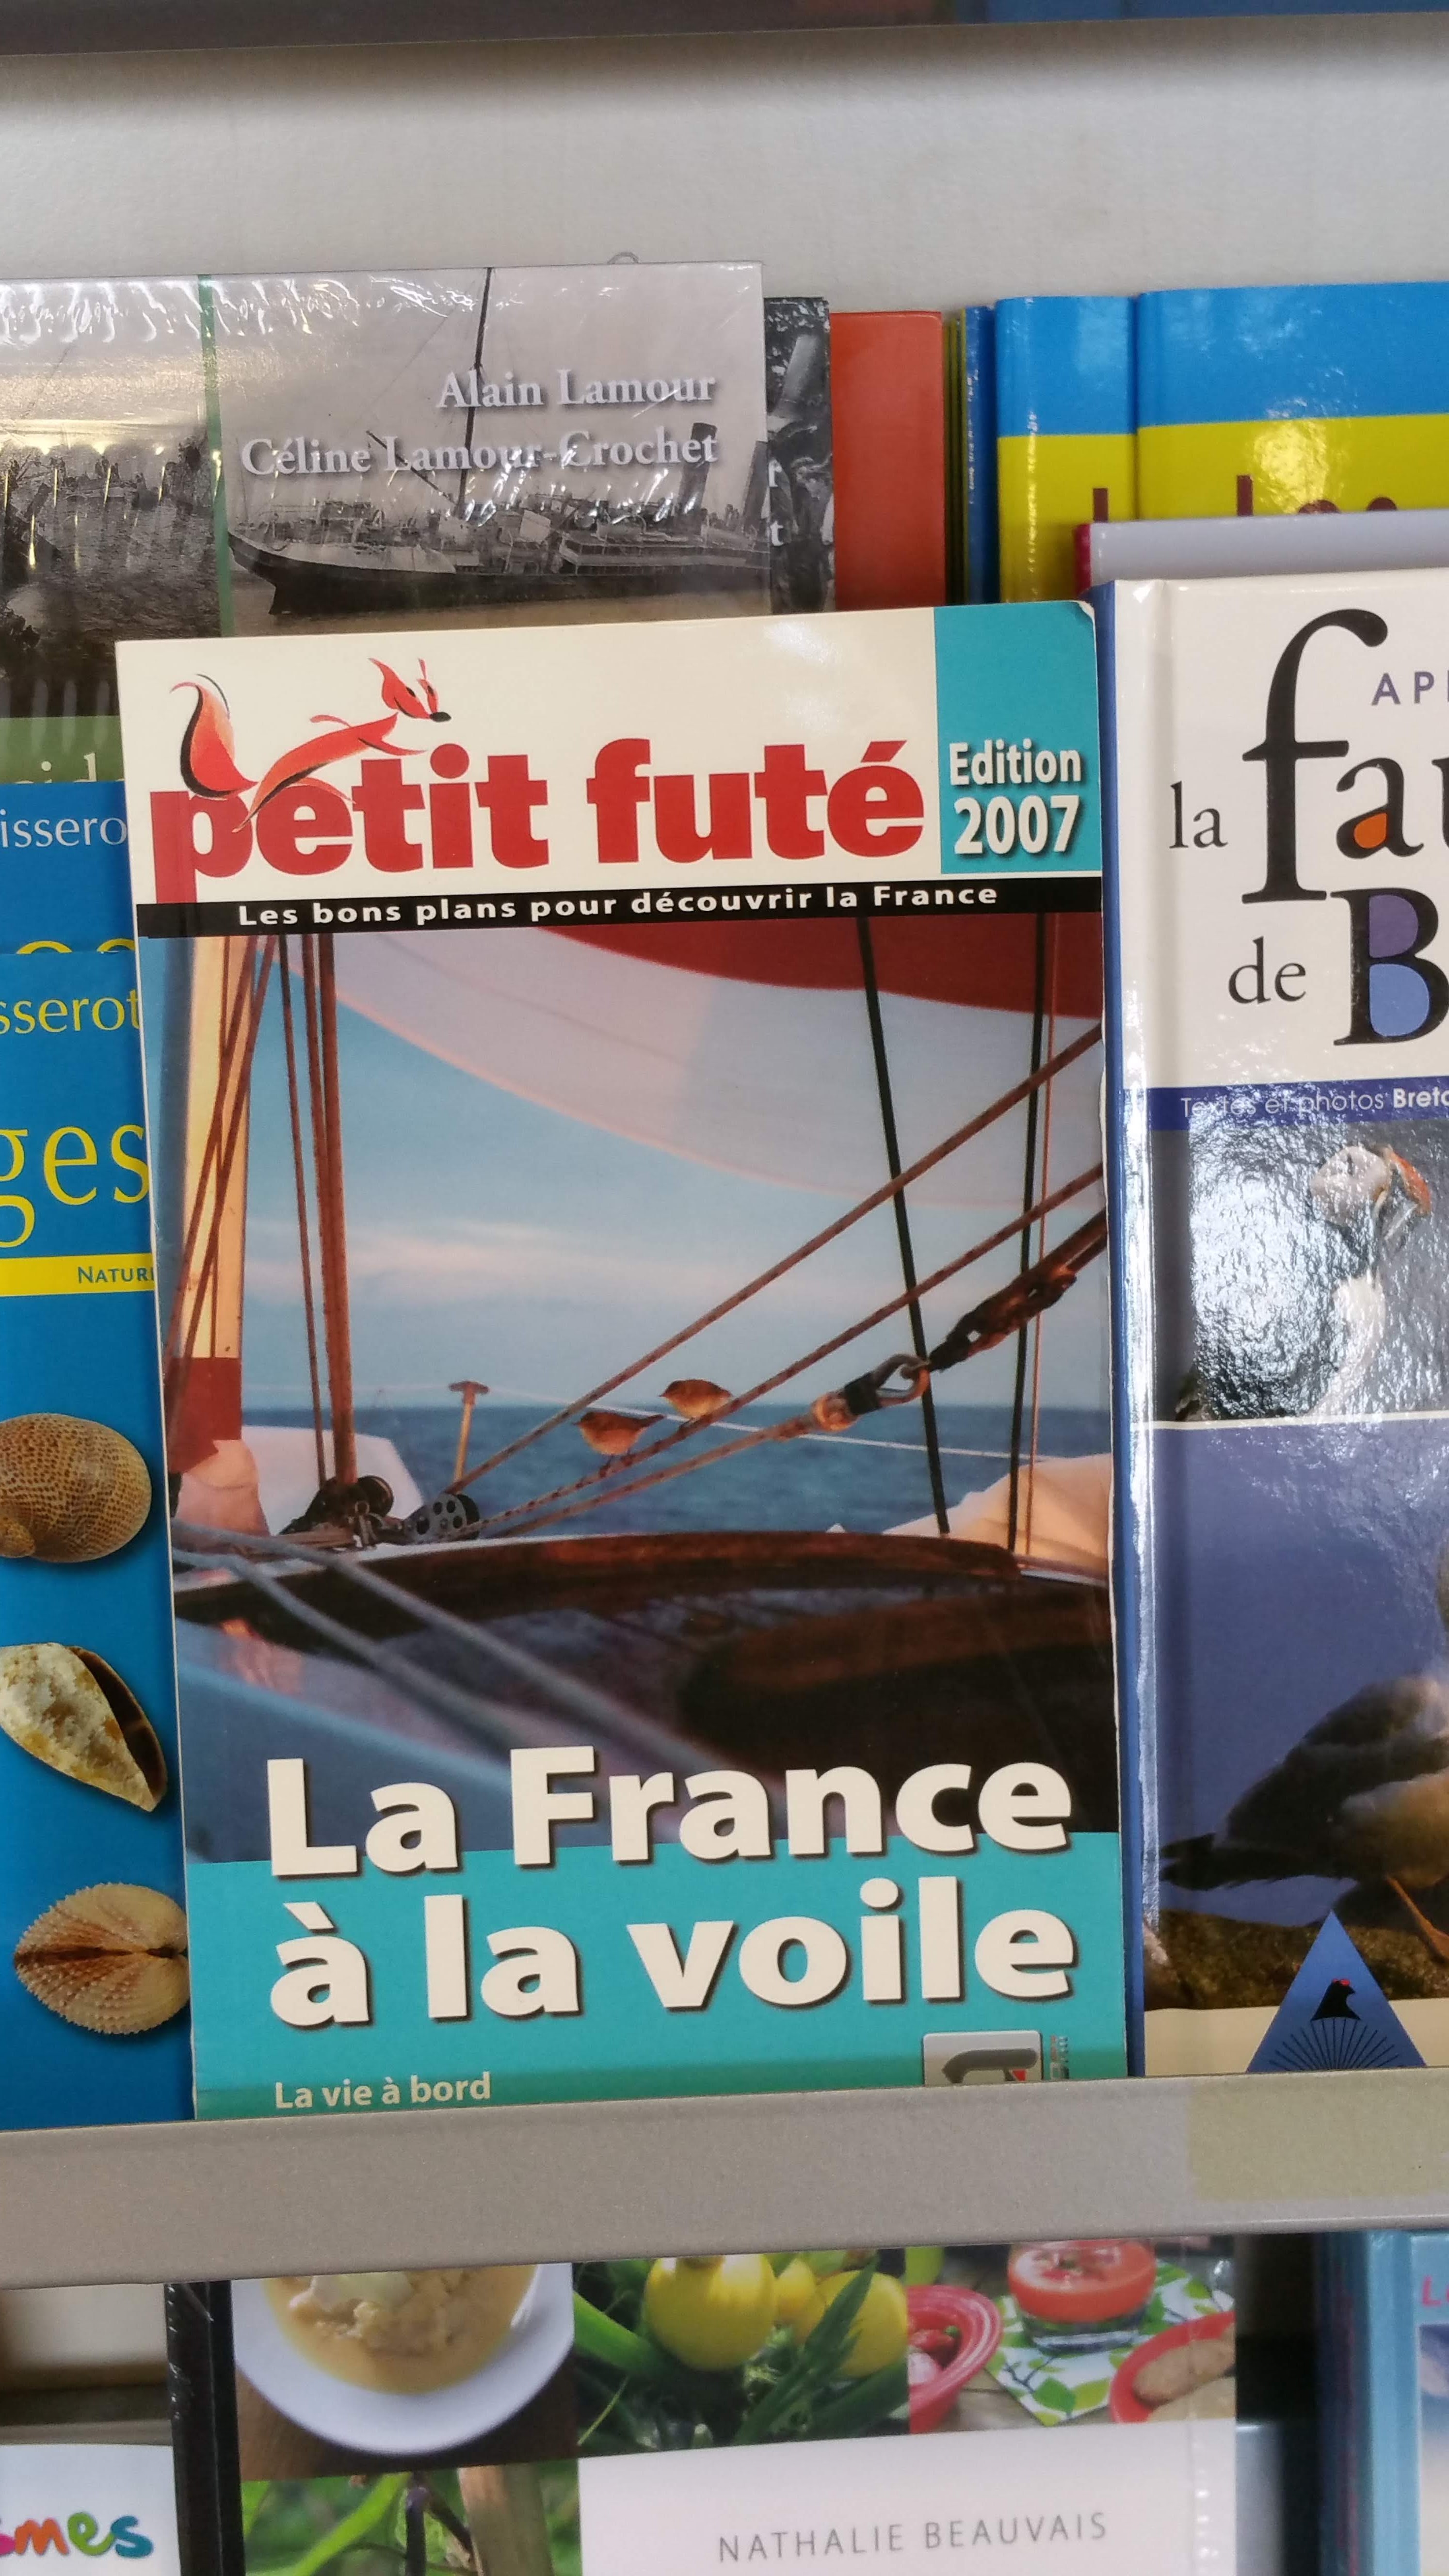 Alain Lamour
Céline Lamour-Crochet
petit futé
Edition
2007
Les bons plans pour découvrir la France
La France
à la voile
La vie à bord
ges
la
de B
Textes et photos
NATHALIE BEAUVAIS